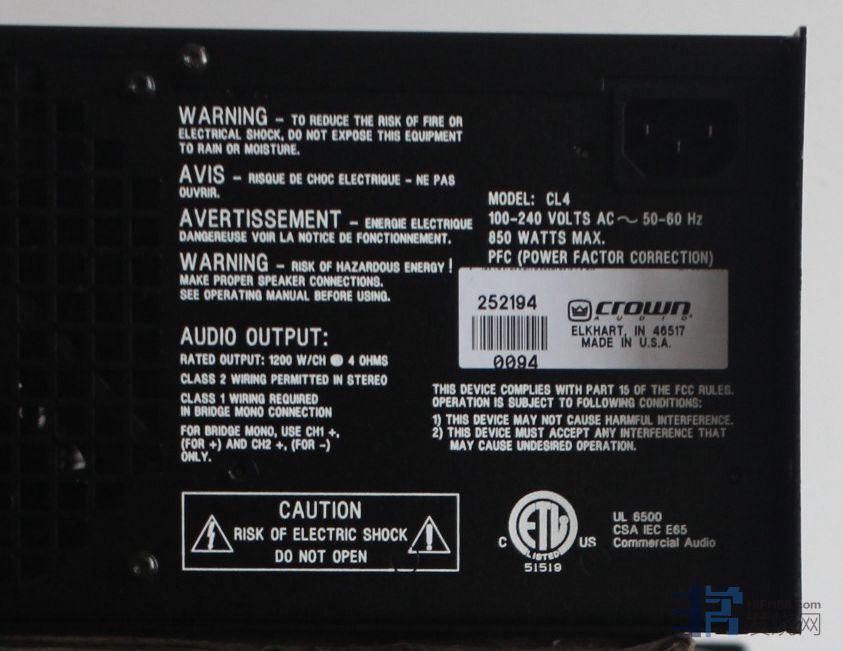 WARNING – TO REDUCE THE RISK OF FIRE OR
ELECTRICAL SHOCK, DO NOT EXPOSE THIS EQUIPMENT
TO RAIN OR MOISTURE.
AVIS – RISQUE DE CHOC ELECTRIQUE – NE PAS
OUVRIR.
AVERTISSEMENT – ENERGIE ELECTRIQUE
DANGEREUSE VOIR LA NOTICE DE FONCTIONNEMENT.
WARNING – RISK OF HAZARDOUS ENERGY!
MAKE PROPER SPEAKER CONNECTIONS.
SEE OPERATING MANUAL BEFORE USING.
AUDIO OUTPUT:
RATED OUTPUT: 1200 W/CH @ 4 OHMS
CLASS 2 WIRING PERMITTED IN STEREO
CLASS 1 WIRING REQUIRED
IN BRIDGE MONO CONNECTION
FOR BRIDGE MONO, USE CH1 +,
(FOR +) AND CH2 +, (FOR –)
ONLY.
MODEL: CL4
100-240 VOLTS AC ~ 50-60 Hz
850 WATTS MAX.
PFC (POWER FACTOR CORRECTION)
252194
0094
crown
AUDIO
ELKHART, IN 46517
MADE IN U.S.A.
THIS DEVICE COMPLIES WITH PART 15 OF THE FCC RULES.
OPERATION IS SUBJECT TO FOLLOWING CONDITIONS:
1) THIS DEVICE MAY NOT CAUSE HARMFUL INTERFERENCE.
2) THIS DEVICE MUST ACCEPT ANY INTERFERENCE THAT
MAY CAUSE UNDESIRED OPERATION.
CAUTION
RISK OF ELECTRIC SHOCK
DO NOT OPEN
C ETL US
LISTED
51519
UL 6500
CSA IEC E65
Commercial Audio
HIFI168.com
发烧网